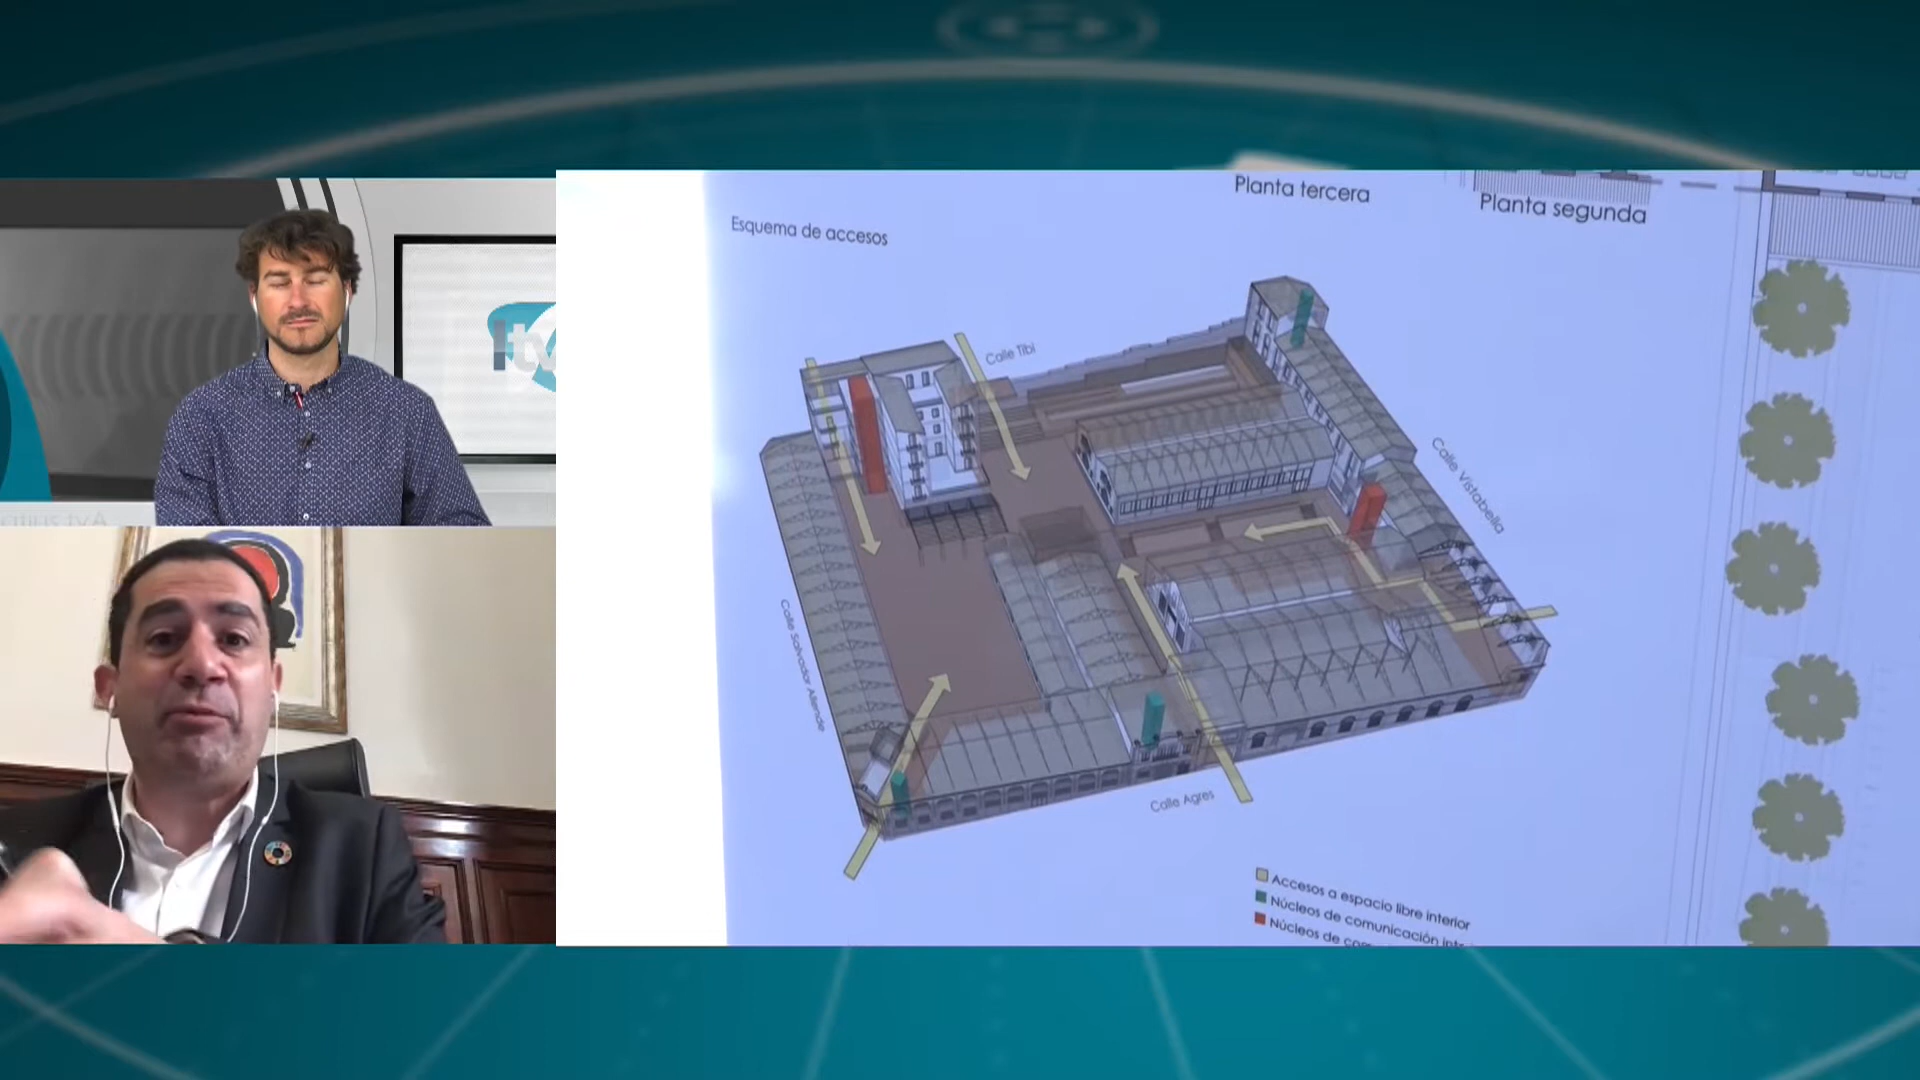 Planta tercera
Planta segunda
Esquema de accesos
Calle Tibi
Calle Vistabella
Calle Salvador Allende
Calle Agres
Accesos a espacio libre interior
Núcleos de comunicación
Núcleos de